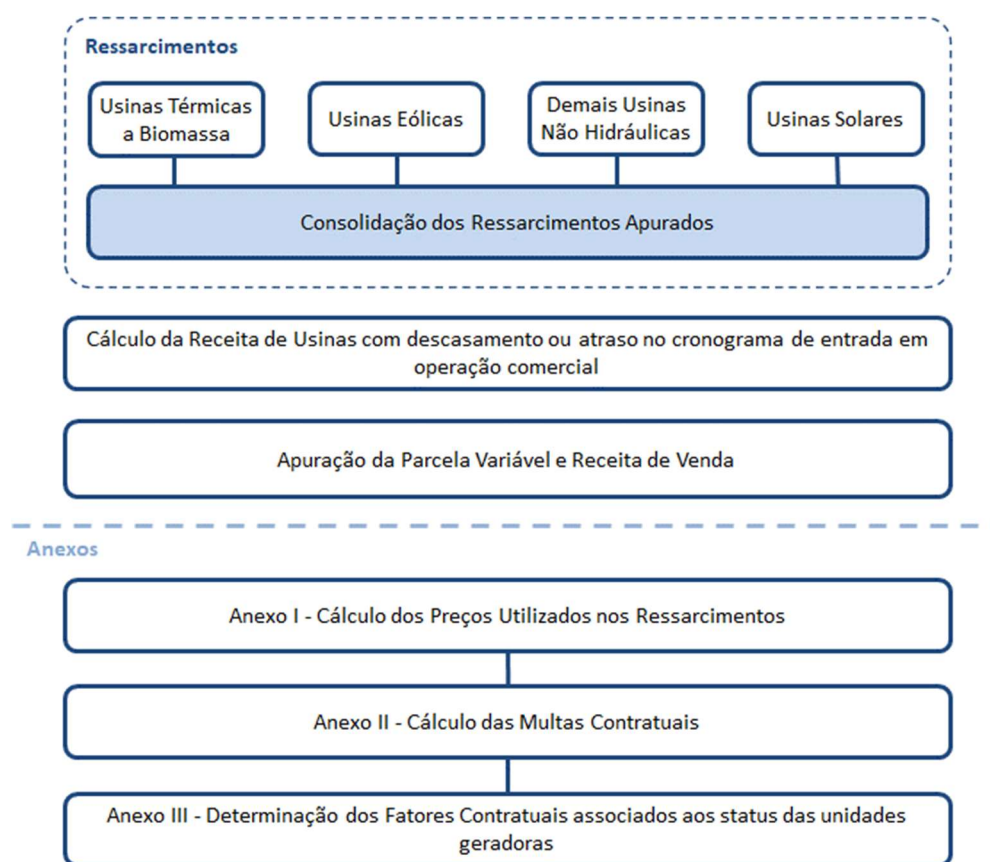 Ressarcimentos
Usinas Térmicas
a Biomassa
Usinas Eólicas
Demais Usinas
Não Hidráulicas
Usinas Solares
Consolidação dos Ressarcimentos Apurados
Cálculo da Receita de Usinas com descasamento ou atraso no cronograma de entrada em
operação comercial
Apuração da Parcela Variável e Receita de Venda
Anexos
Anexo I - Cálculo dos Preços Utilizados nos Ressarcimentos
Anexo II - Cálculo das Multas Contratuais
Anexo III - Determinação dos Fatores Contratuais associados aos status das unidades
geradoras